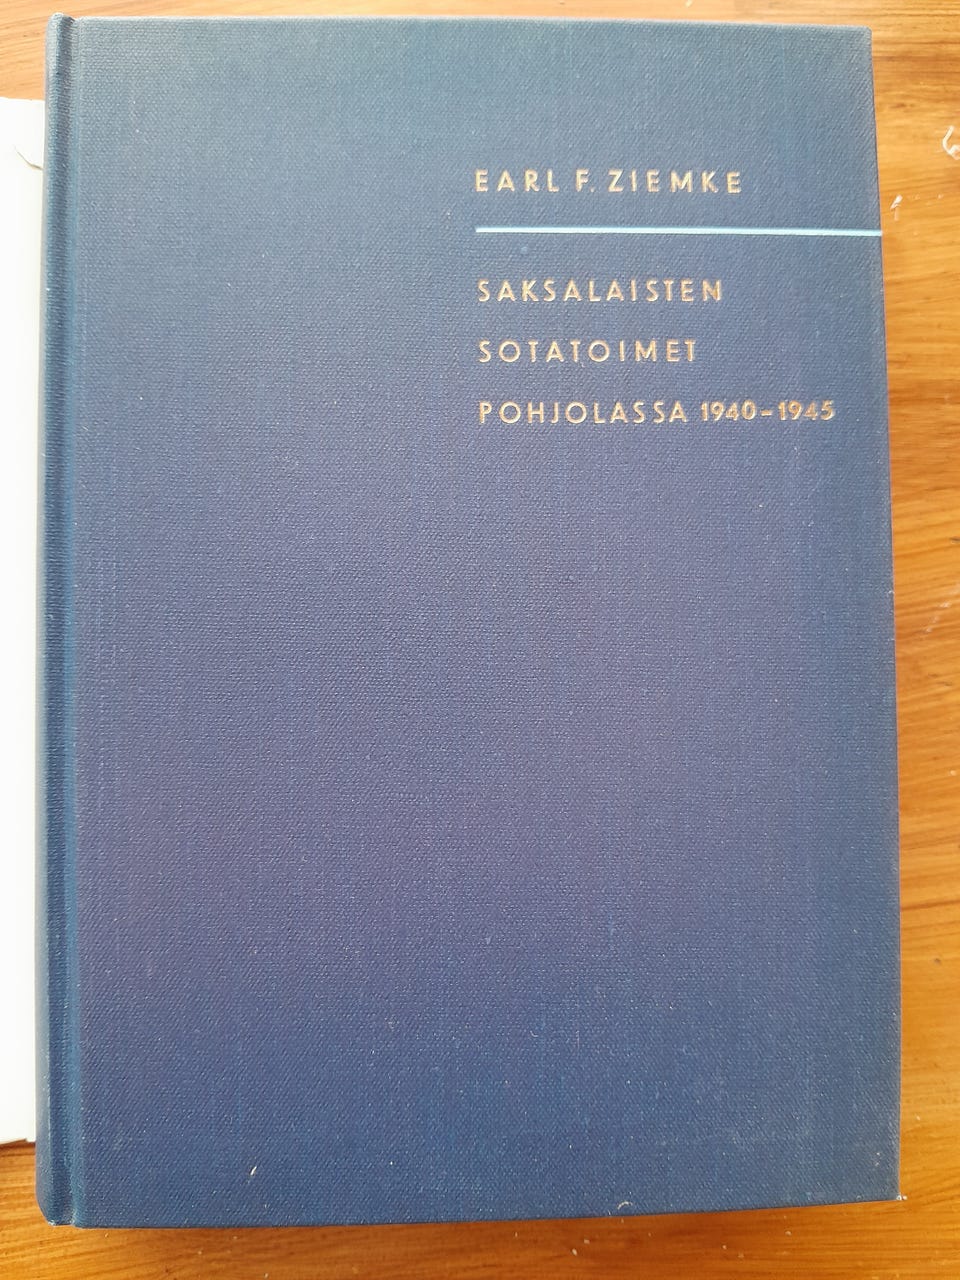 EARL F. ZIEMKE
SAKSALAISTEN
SOTATOIMET
POHJOLASSA 1940-1945